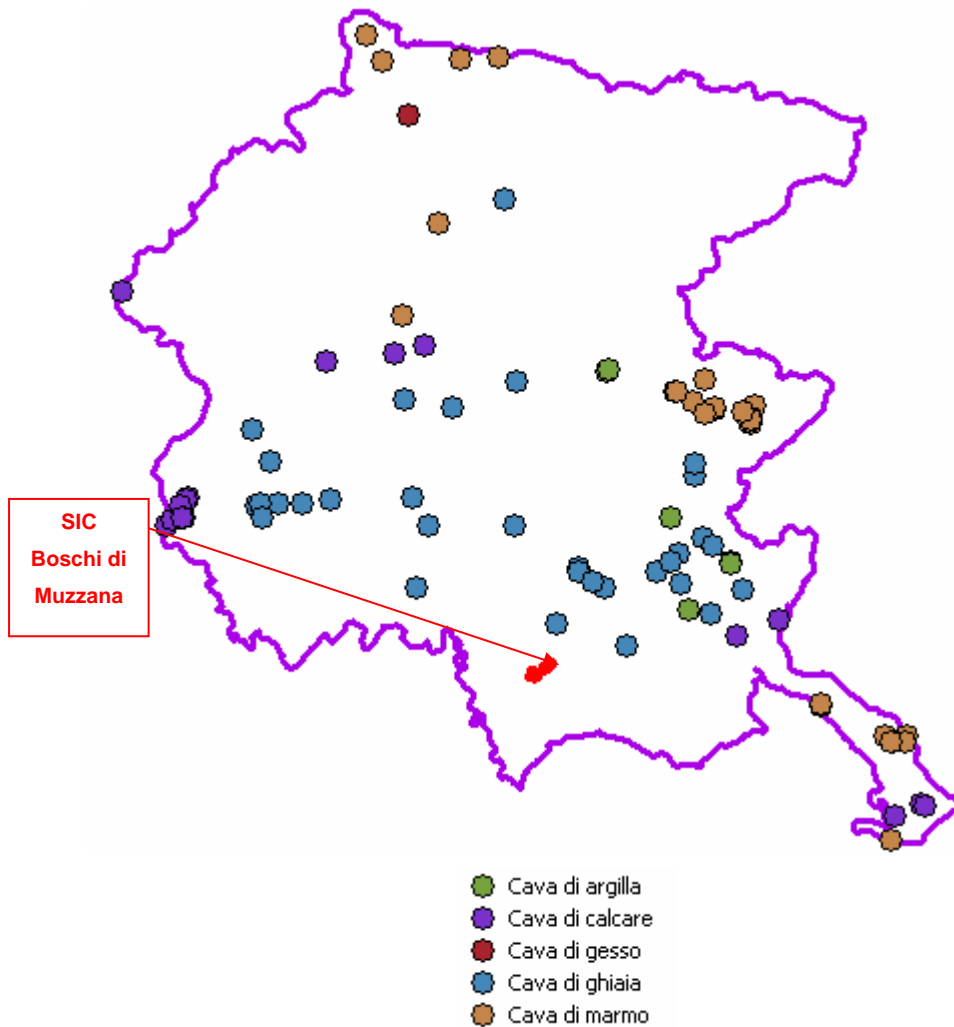 SIC
Boschi di
Muzzana
Cava di argilla
Cava di calcare
Cava di gesso
Cava di ghiaia
Cava di marmo